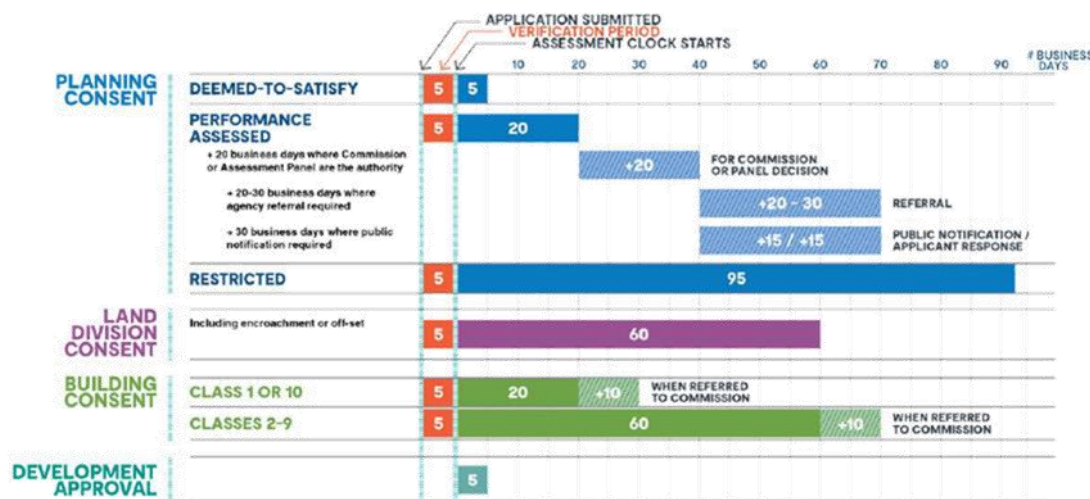 APPLICATION SUBMITTED
VERIFICATION PERIOD
ASSESSMENT CLOCK STARTS
10 20 30 40 50 60 70 80 90
# BUSINESS
DAYS
PLANNING
CONSENT
DEEMED-TO-SATISFY
5
5
PERFORMANCE
ASSESSED
5
20
+ 20 business days where Commission
or Assessment Panel are the authority
+20
FOR COMMISSION
OR PANEL DECISION
+ 20-30 business days where
agency referral required
+20 - 30
REFERRAL
+ 30 business days where public
notification required
+15 / +15
PUBLIC NOTIFICATION /
APPLICANT RESPONSE
RESTRICTED
5
95
LAND
DIVISION
CONSENT
Including encroachment or off-set
5
60
BUILDING
CONSENT
CLASS 1 OR 10
5
20
+10
WHEN REFERRED
TO COMMISSION
CLASSES 2-9
5
60
+10
WHEN REFERRED
TO COMMISSION
DEVELOPMENT
APPROVAL
5